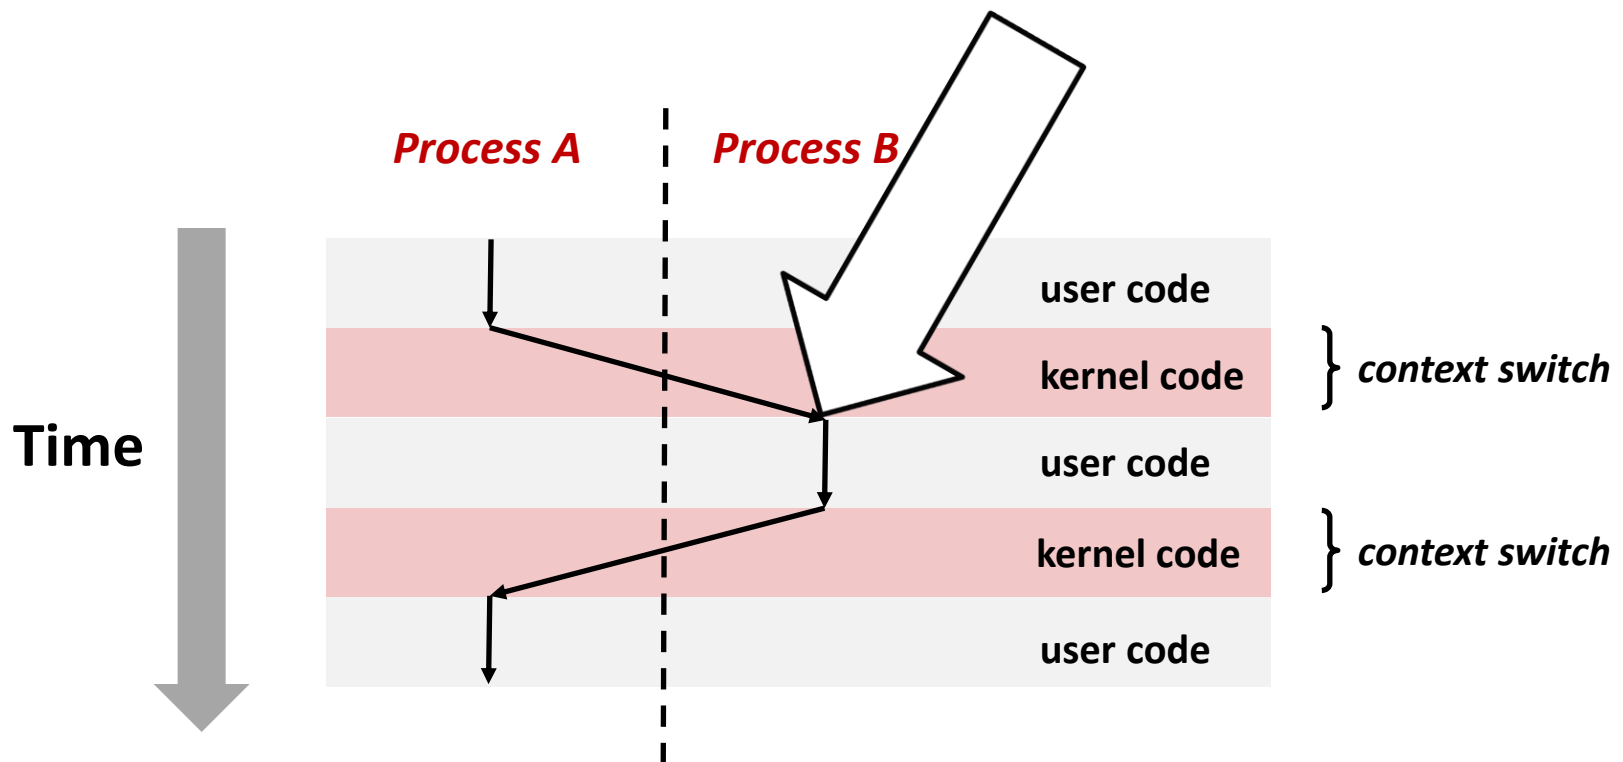 Process A
Process B
user code
kernel code
context switch
Time
user code
kernel code
context switch
user code